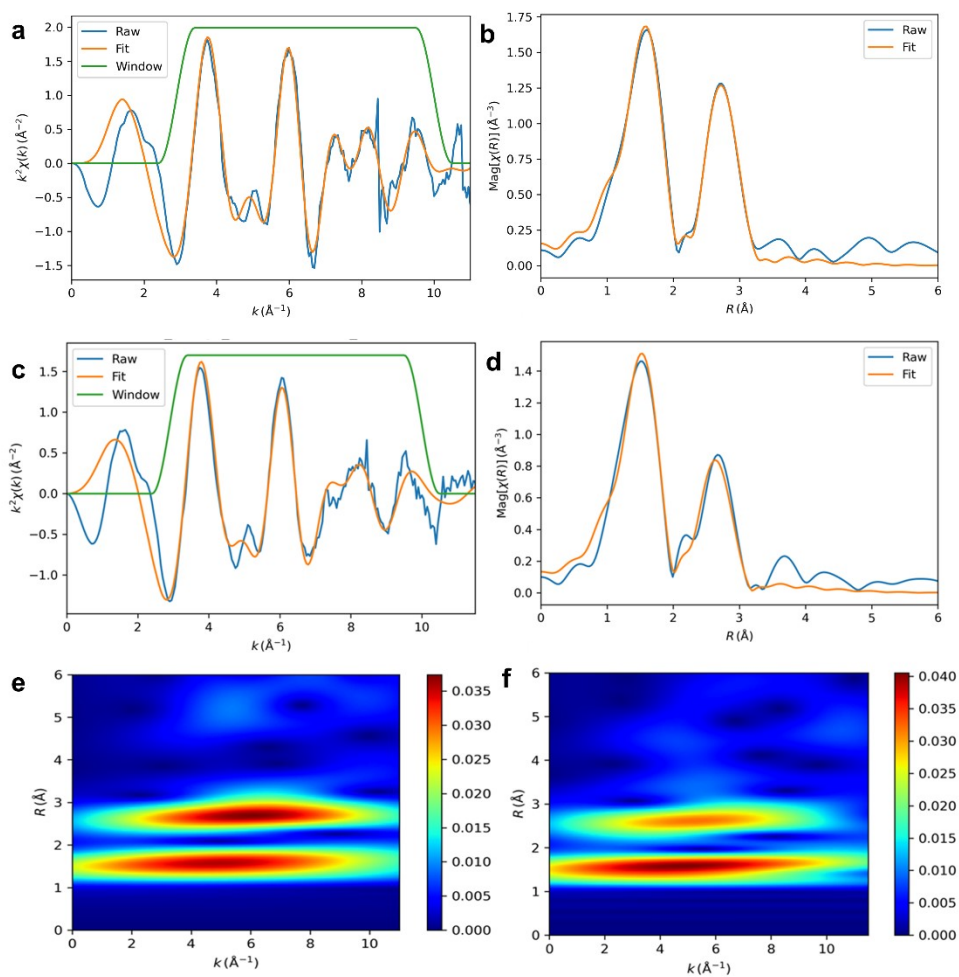 a
Raw
Fit
Window
2.0
1.5
1.0
0.5
0.0
−0.5
−1.0
−1.5
k²χ(k) (Å⁻²)
0 2 4 6 8 10
k (Å⁻¹)
b
Raw
Fit
1.75
1.50
1.25
1.00
0.75
0.50
0.25
0.00
Mag[χ(R)] (Å⁻³)
0 1 2 3 4 5 6
R (Å)
c
Raw
Fit
Window
1.5
1.0
0.5
0.0
−0.5
−1.0
k²χ(k) (Å⁻²)
0 2 4 6 8 10
k (Å⁻¹)
d
Raw
Fit
1.4
1.2
1.0
0.8
0.6
0.4
0.2
0.0
Mag[χ(R)] (Å⁻³)
0 1 2 3 4 5 6
R (Å)
e
6
5
4
3
2
1
0
R (Å)
0 2 4 6 8 10
k (Å⁻¹)
0.035
0.030
0.025
0.020
0.015
0.010
0.005
0.000
f
6
5
4
3
2
1
0
R (Å)
0 2 4 6 8 10
k (Å⁻¹)
0.040
0.035
0.030
0.025
0.020
0.015
0.010
0.005
0.000